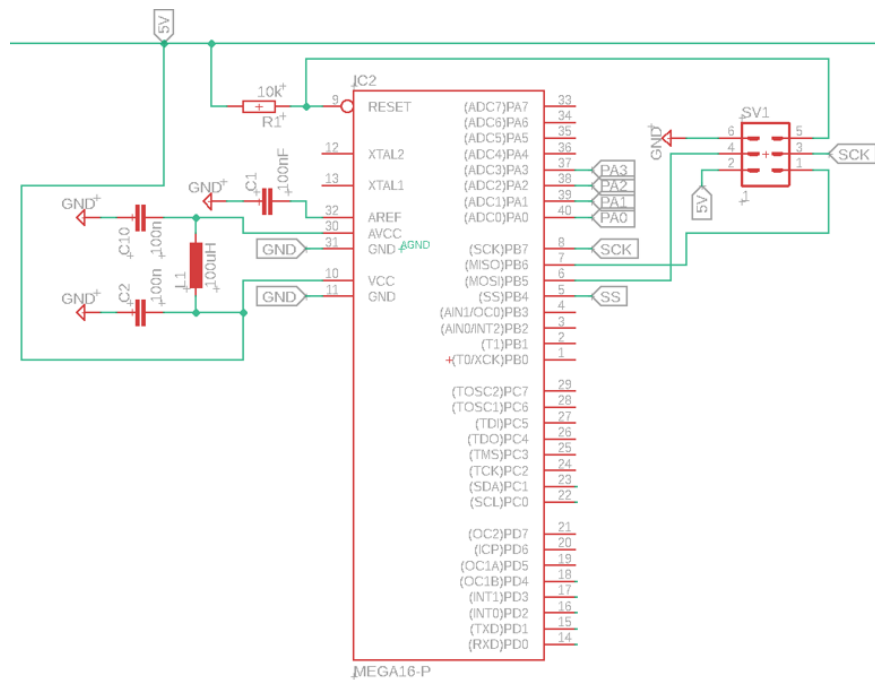 5V
10k
R1
IC2
9 RESET
12 XTAL2
13 XTAL1
32 AREF
30 AVCC
31 GND
AGND
10 VCC
11 GND
(ADC7)PA7 33
(ADC6)PA6 34
(ADC5)PA5 35
(ADC4)PA4 36
(ADC3)PA3 37 PA3
(ADC2)PA2 38 PA2
(ADC1)PA1 39 PA1
(ADC0)PA0 40 PA0
(SCK)PB7 8 SCK
(MISO)PB6 7
(MOSI)PB5 6
(SS)PB4 5 SS
(AIN1/OC0)PB3 4
(AIN0/INT2)PB2 3
(T1)PB1 2
(T0/XCK)PB0 1
(TOSC2)PC7 29
(TOSC1)PC6 28
(TDI)PC5 27
(TDO)PC4 26
(TMS)PC3 25
(TCK)PC2 24
(SDA)PC1 23
(SCL)PC0 22
(OC2)PD7 21
(ICP)PD6 20
(OC1A)PD5 19
(OC1B)PD4 18
(INT1)PD3 17
(INT0)PD2 16
(TXD)PD1 15
(RXD)PD0 14
MEGA16-P
GND
C1
100nF
GND
C10
100n
L1
100uH
GND
C2
100n
GND
GND
SV1
GND
6 5
4 3 SCK
2 1
5V
1